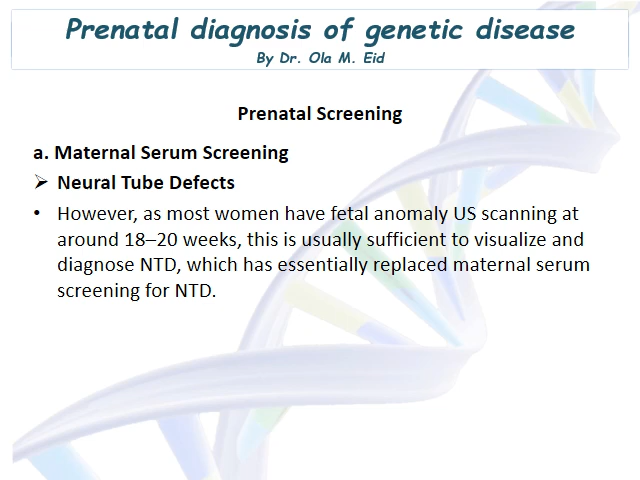 Prenatal diagnosis of genetic disease
By Dr. Ola M. Eid
Prenatal Screening
a. Maternal Serum Screening
➢ Neural Tube Defects
• However, as most women have fetal anomaly US scanning at
around 18–20 weeks, this is usually sufficient to visualize and
diagnose NTD, which has essentially replaced maternal serum
screening for NTD.